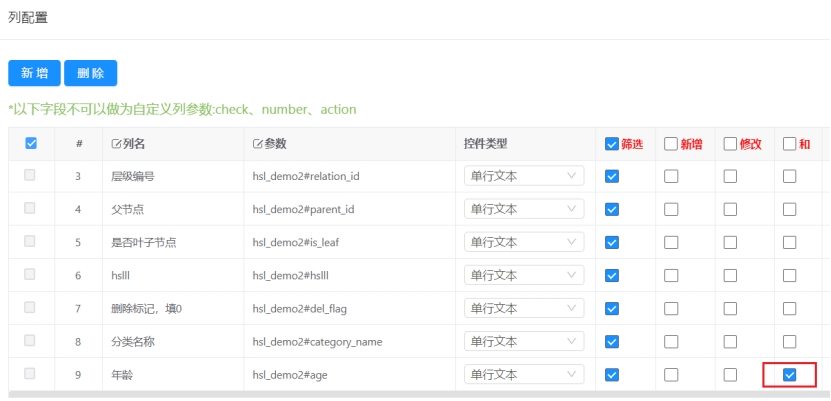 列配置
新 增 删 除
*以下字段不可以做为自定义列参数:check、number、action
# 列名 参数 控件类型 筛选 新增 修改 和
3 层级编号 hsl_demo2#relation_id 单行文本
4 父节点 hsl_demo2#parent_id 单行文本
5 是否叶子节点 hsl_demo2#is_leaf 单行文本
6 hslll hsl_demo2#hslll 单行文本
7 删除标记，填0 hsl_demo2#del_flag 单行文本
8 分类名称 hsl_demo2#category_name 单行文本
9 年龄 hsl_demo2#age 单行文本